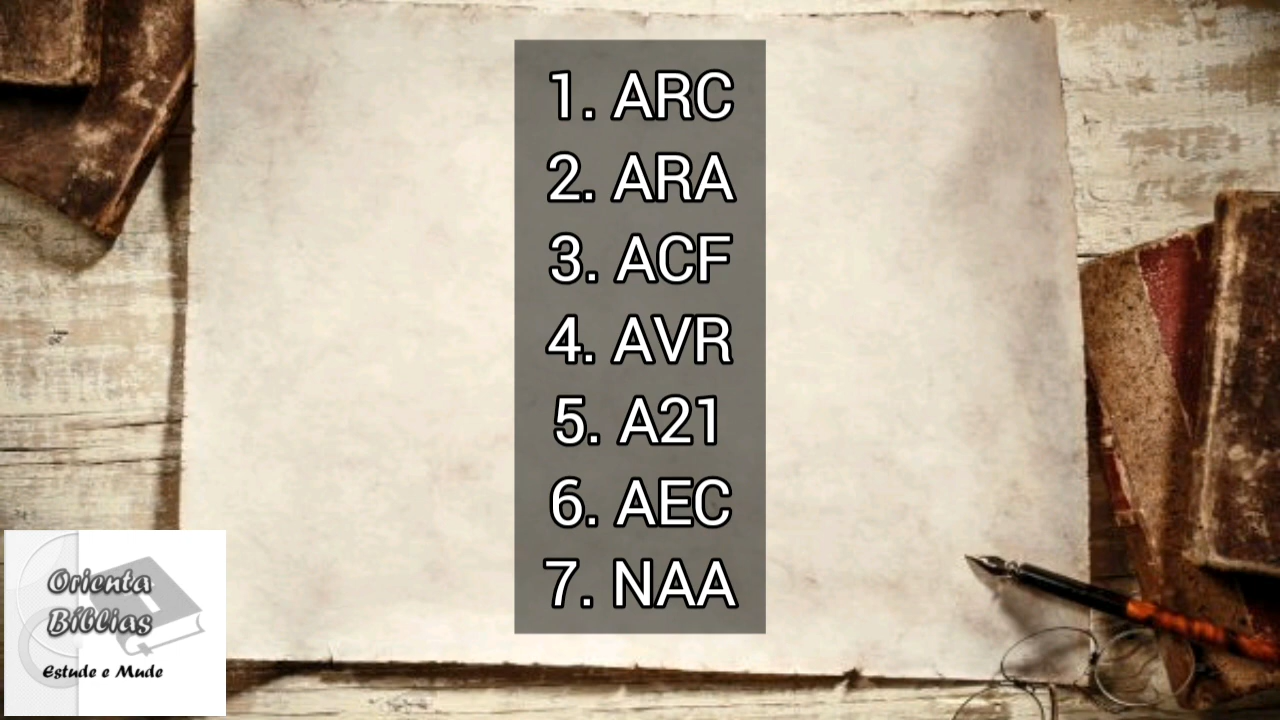 1. ARC
2. ARA
3. ACF
4. AVR
5. A21
6. AEC
7. NAA
Orienta
Bíblias
Estude e Mude